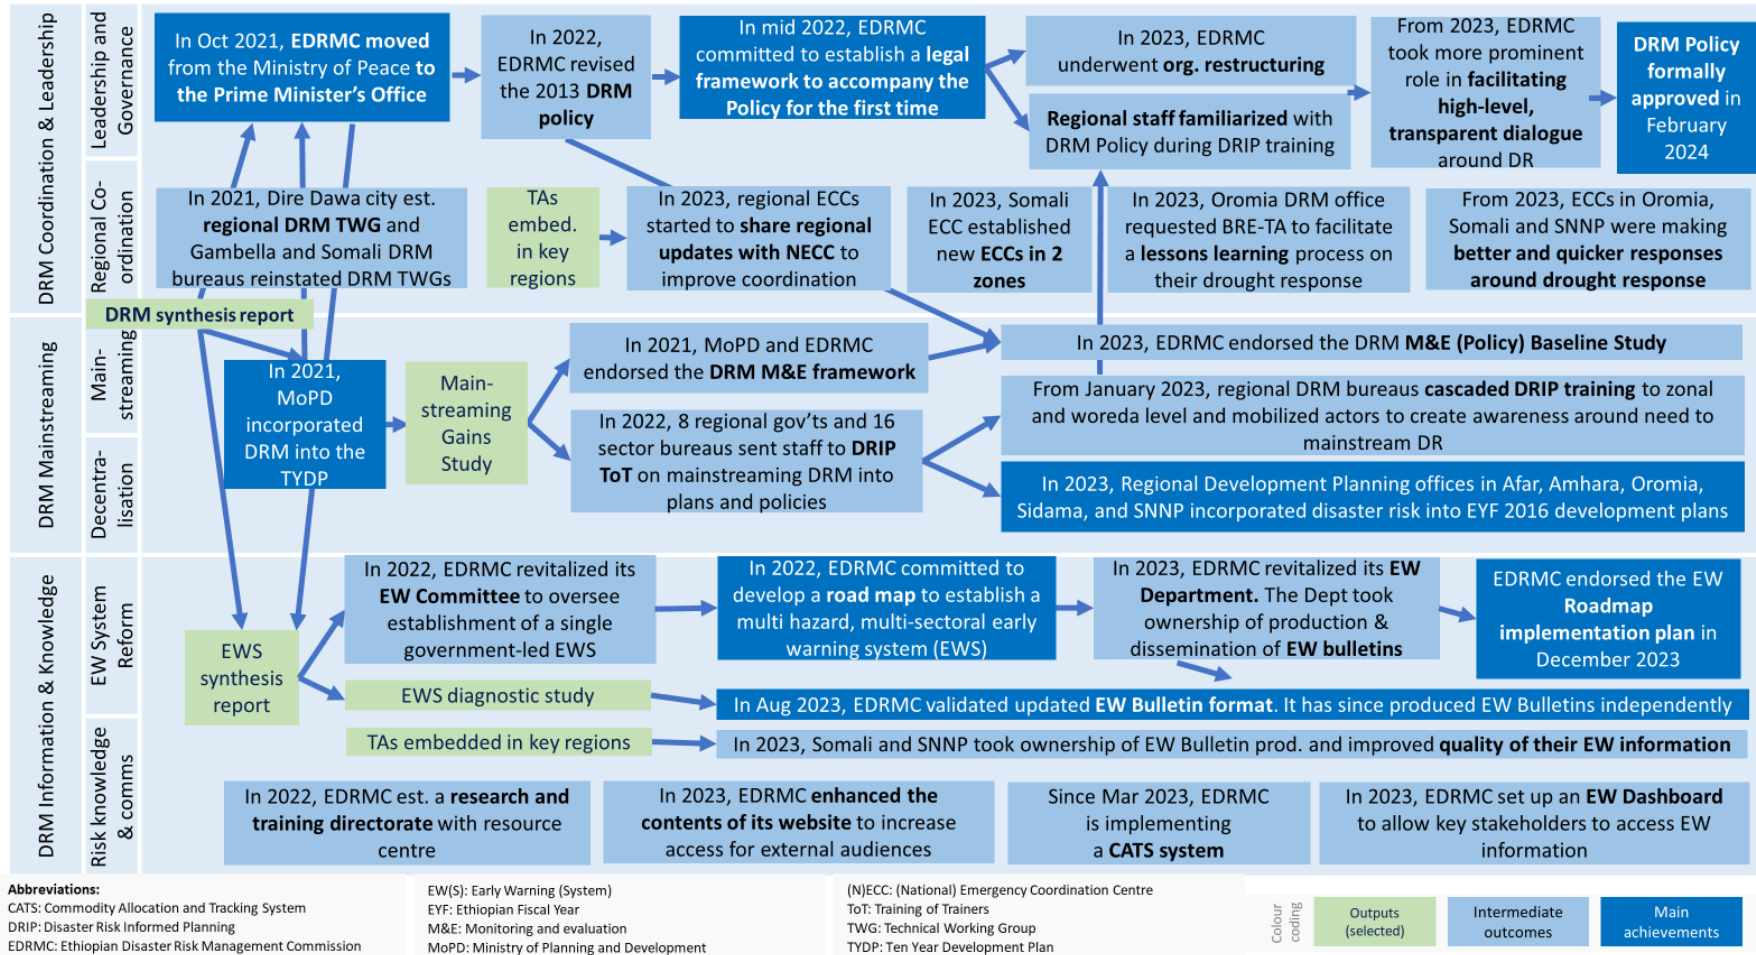 DRM Coordination & Leadership
Leadership and
Governance
In Oct 2021, EDRMC moved
from the Ministry of Peace to
the Prime Minister's Office
In 2022,
EDRMC revised
the 2013 DRM
policy
In mid 2022, EDRMC
committed to establish a legal
framework to accompany the
Policy for the first time
In 2023, EDRMC
underwent org. restructuring
Regional staff familiarized with
DRM Policy during DRIP training
From 2023, EDRMC
took more prominent
role in facilitating
high-level,
transparent dialogue
around DR
DRM Policy
formally
approved in
February
2024
Regional Co-
ordination
In 2021, Dire Dawa city est.
regional DRM TWG and
Gambella and Somali DRM
bureaus reinstated DRM TWGs
TAs
embed.
in key
regions
In 2023, regional ECCs
started to share regional
updates with NECC to
improve coordination
In 2023, Somali
ECC established
new ECCs in 2
zones
In 2023, Oromia DRM office
requested BRE-TA to facilitate
a lessons learning process on
their drought response
From 2023, ECCs in Oromia,
Somali and SNNP were making
better and quicker responses
around drought response
DRM synthesis report
DRM Mainstreaming
Main-
streaming
In 2021,
MoPD
incorporated
DRM into the
TYDP
Main-
streaming
Gains
Study
In 2021, MoPD and EDRMC
endorsed the DRM M&E framework
In 2023, EDRMC endorsed the DRM M&E (Policy) Baseline Study
Decentra-
lisation
In 2022, 8 regional gov'ts and 16
sector bureaus sent staff to DRIP
ToT on mainstreaming DRM into
plans and policies
From January 2023, regional DRM bureaus cascaded DRIP training to zonal
and woreda level and mobilized actors to create awareness around need to
mainstream DR
In 2023, Regional Development Planning offices in Afar, Amhara, Oromia,
Sidama, and SNNP incorporated disaster risk into EYF 2016 development plans
DRM Information & Knowledge
EW System
Reform
EWS
synthesis
report
In 2022, EDRMC revitalized its
EW Committee to oversee
establishment of a single
government-led EWS
In 2022, EDRMC committed to
develop a road map to establish a
multi hazard, multi-sectoral early
warning system (EWS)
In 2023, EDRMC revitalized its EW
Department. The Dept took
ownership of production &
dissemination of EW bulletins
EDRMC endorsed the EW
Roadmap
implementation plan in
December 2023
EWS diagnostic study
In Aug 2023, EDRMC validated updated EW Bulletin format. It has since produced EW Bulletins independently
Risk knowledge
& comms
TAs embedded in key regions
In 2023, Somali and SNNP took ownership of EW Bulletin prod. and improved quality of their EW information
In 2022, EDRMC est. a research and
training directorate with resource
centre
In 2023, EDRMC enhanced the
contents of its website to increase
access for external audiences
Since Mar 2023, EDRMC
is implementing
a CATS system
In 2023, EDRMC set up an EW Dashboard
to allow key stakeholders to access EW
information
Abbreviations:
CATS: Commodity Allocation and Tracking System
DRIP: Disaster Risk Informed Planning
EDRMC: Ethiopian Disaster Risk Management Commission
EW(S): Early Warning (System)
EYF: Ethiopian Fiscal Year
M&E: Monitoring and evaluation
MoPD: Ministry of Planning and Development
(N)ECC: (National) Emergency Coordination Centre
ToT: Training of Trainers
TWG: Technical Working Group
TYDP: Ten Year Development Plan
Colour
coding
Outputs
(selected)
Intermediate
outcomes
Main
achievements